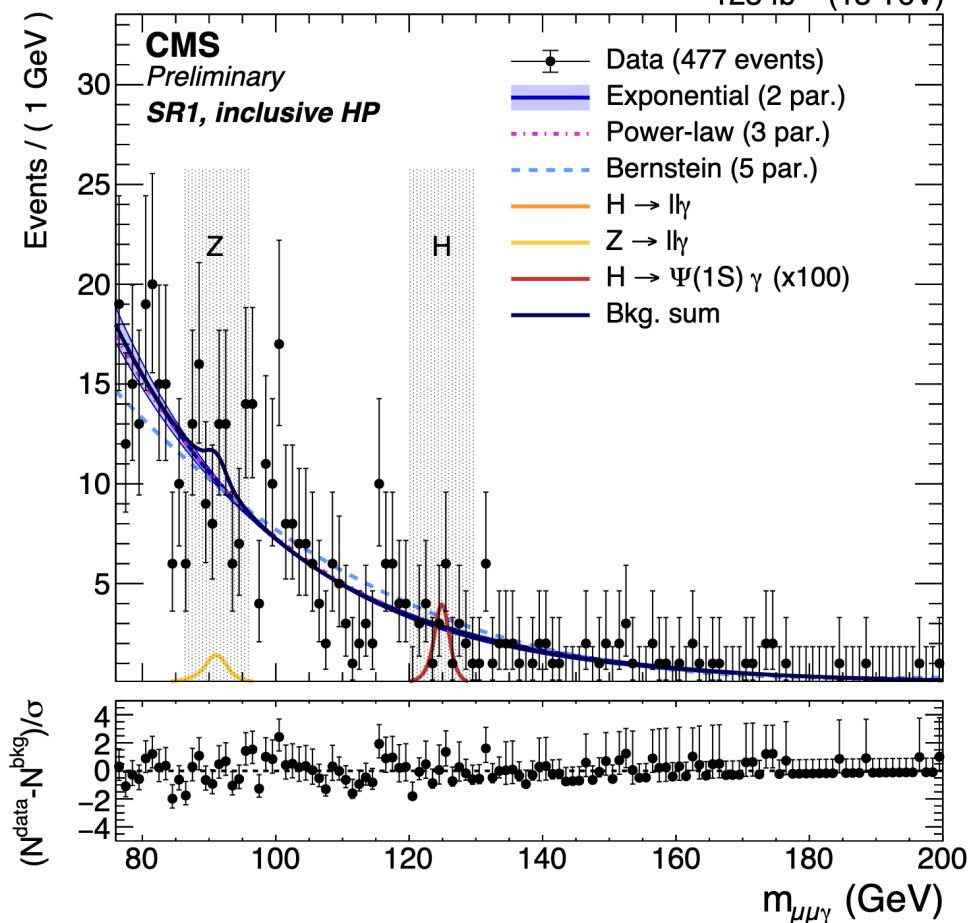 CMS
Preliminary
SR1, inclusive HP
Data (477 events)
Exponential (2 par.)
Power-law (3 par.)
Bernstein (5 par.)
H → llγ
Z → llγ
H → Ψ(1S) γ (x100)
Bkg. sum
Z
H
Events / ( 1 GeV )
30
25
20
15
10
5
(N^data-N^bkg)/σ
4
2
0
−2
−4
80 100 120 140 160 180 200
m_μμγ (GeV)